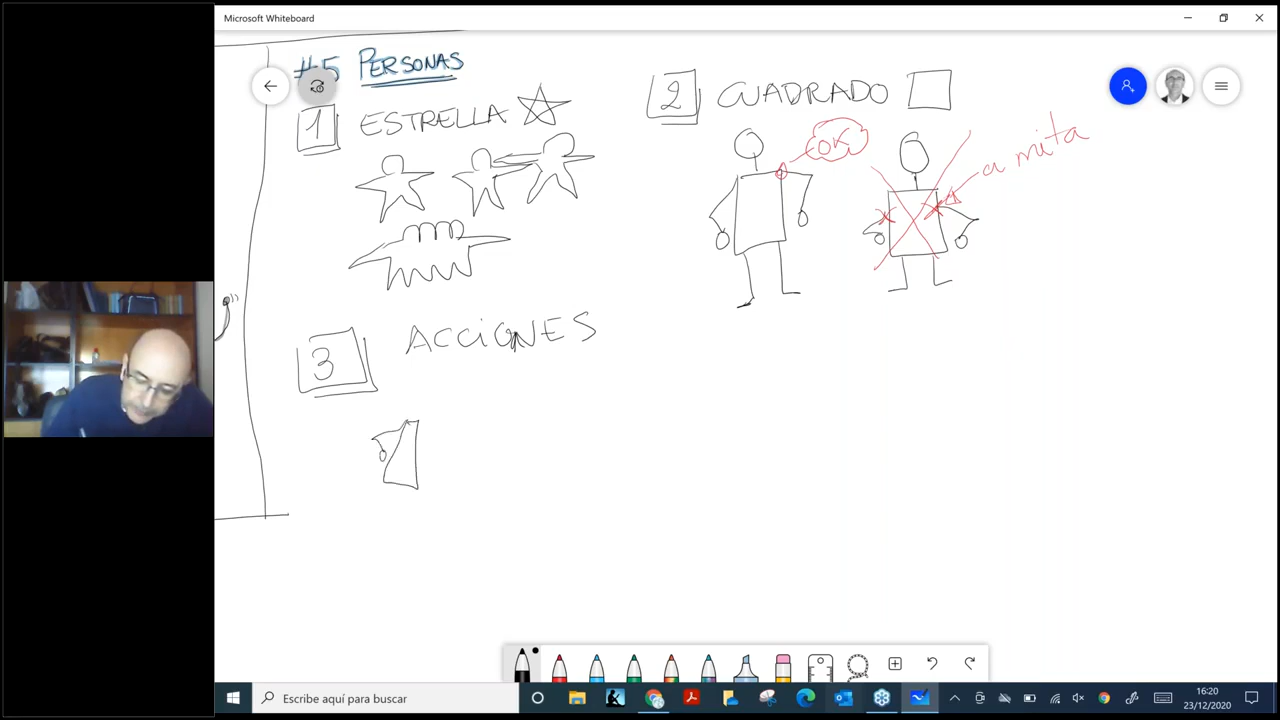 Microsoft Whiteboard
#5 PERSONAS
1 ESTRELLA
2 CUADRADO
OK
a mita
3 ACCIONES
Escribe aquí para buscar
16:20
23/12/2020